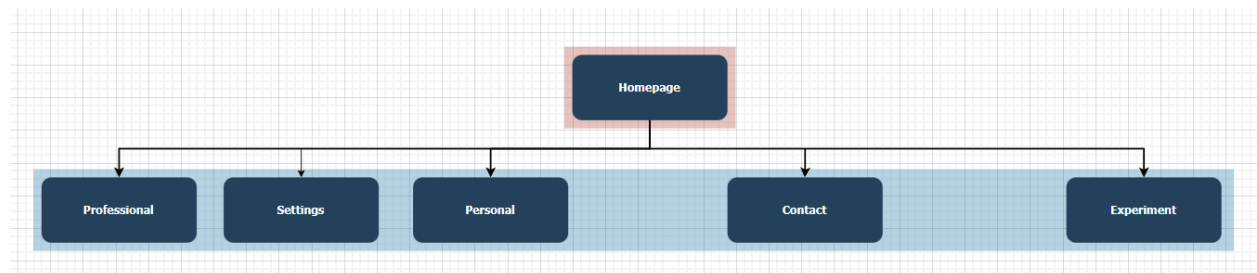 Homepage
Professional
Settings
Personal
Contact
Experiment